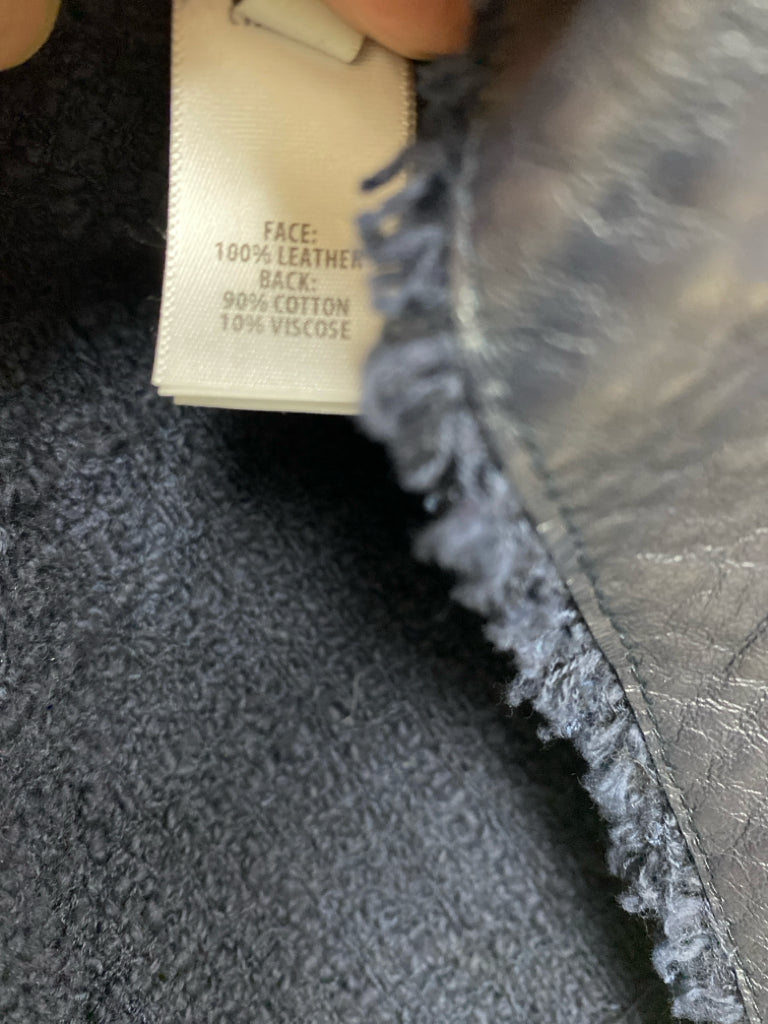 FACE:
100% LEATHER
BACK:
90% COTTON
10% VISCOSE